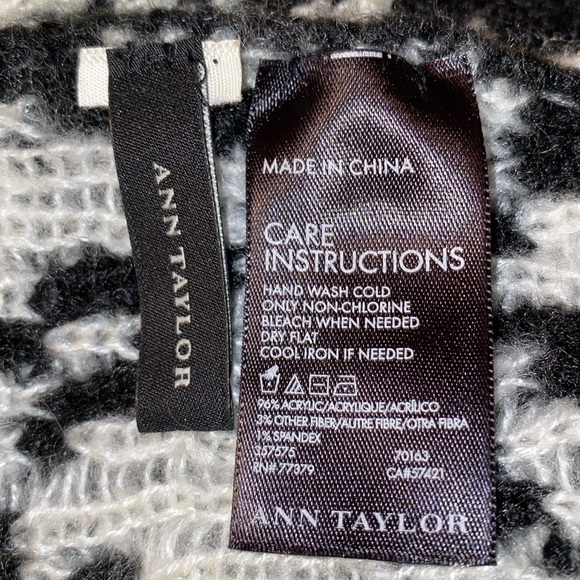 ANN TAYLOR
MADE IN CHINA
CARE
INSTRUCTIONS
HAND WASH COLD
ONLY NON-CHLORINE
BLEACH WHEN NEEDED
DRY FLAT
COOL IRON IF NEEDED
96% ACRYLIC/ACRYLIQUE/ACRÍLICO
3% OTHER FIBER/AUTRE FIBRE/OTRA FIBRA
1% SPANDEX
357575 70163
RN# 77379 CA#57421
ANN TAYLOR